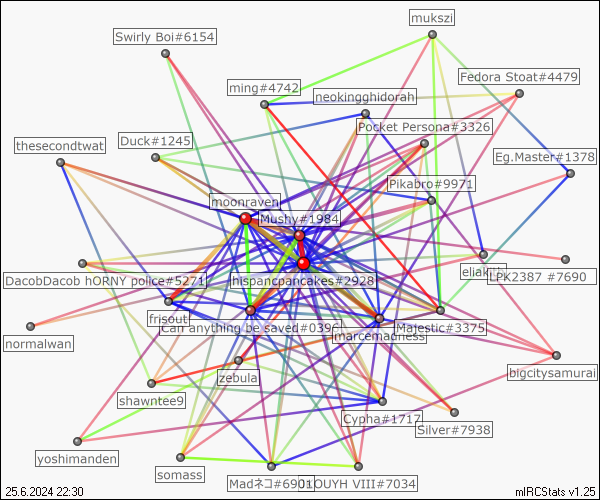 mukszi
Swirly Boi#6154
Fedora Stoat#4479
ming#4742
neokingghidorah
Pocket Persona#3326
Duck#1245
thesecondtwat
Eg.Master#1378
Pikabro#9971
moonraven
Mushy#1984
LPK2387 #7690
DacobDacob hORNY police#5271
hispancpancakes#2928
frisout
Can anything be saved#0396
Majestic#3375
marcemadness
normalwan
bigcitysamurai
zebula
shawntee9
Cypha#1717
Silver#7938
yoshimanden
somass
Madネコ#6901
VIII#7034
25.6.2024 22:30
mIRCStats v1.25